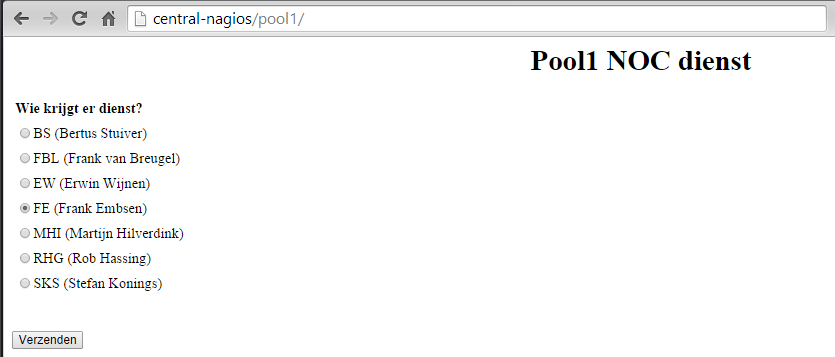 central-nagios/pool1/
Pool1 NOC dienst
Wie krijgt er dienst?
BS (Bertus Stuiver)
FBL (Frank van Breugel)
EW (Erwin Wijnen)
FE (Frank Embsen)
MHI (Martijn Hilverdink)
RHG (Rob Hassing)
SKS (Stefan Konings)
Verzenden